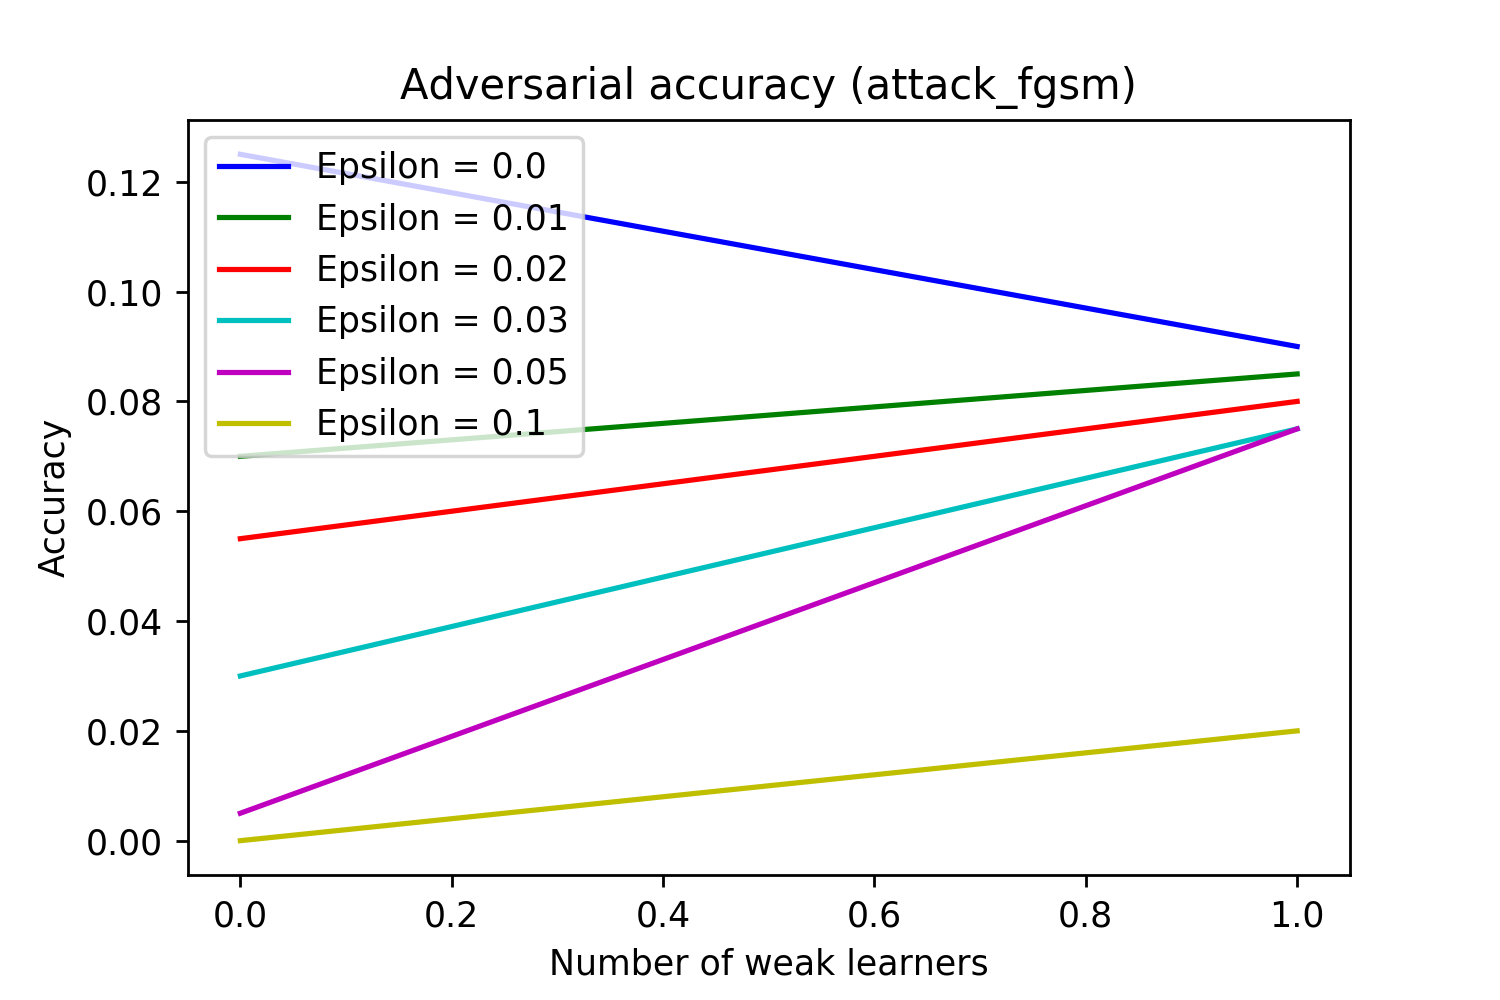 Adversarial accuracy (attack_fgsm)
Epsilon = 0.0
Epsilon = 0.01
Epsilon = 0.02
Epsilon = 0.03
Epsilon = 0.05
Epsilon = 0.1
0.12
0.10
0.08
0.06
0.04
0.02
0.00
Accuracy
0.0 0.2 0.4 0.6 0.8 1.0
Number of weak learners